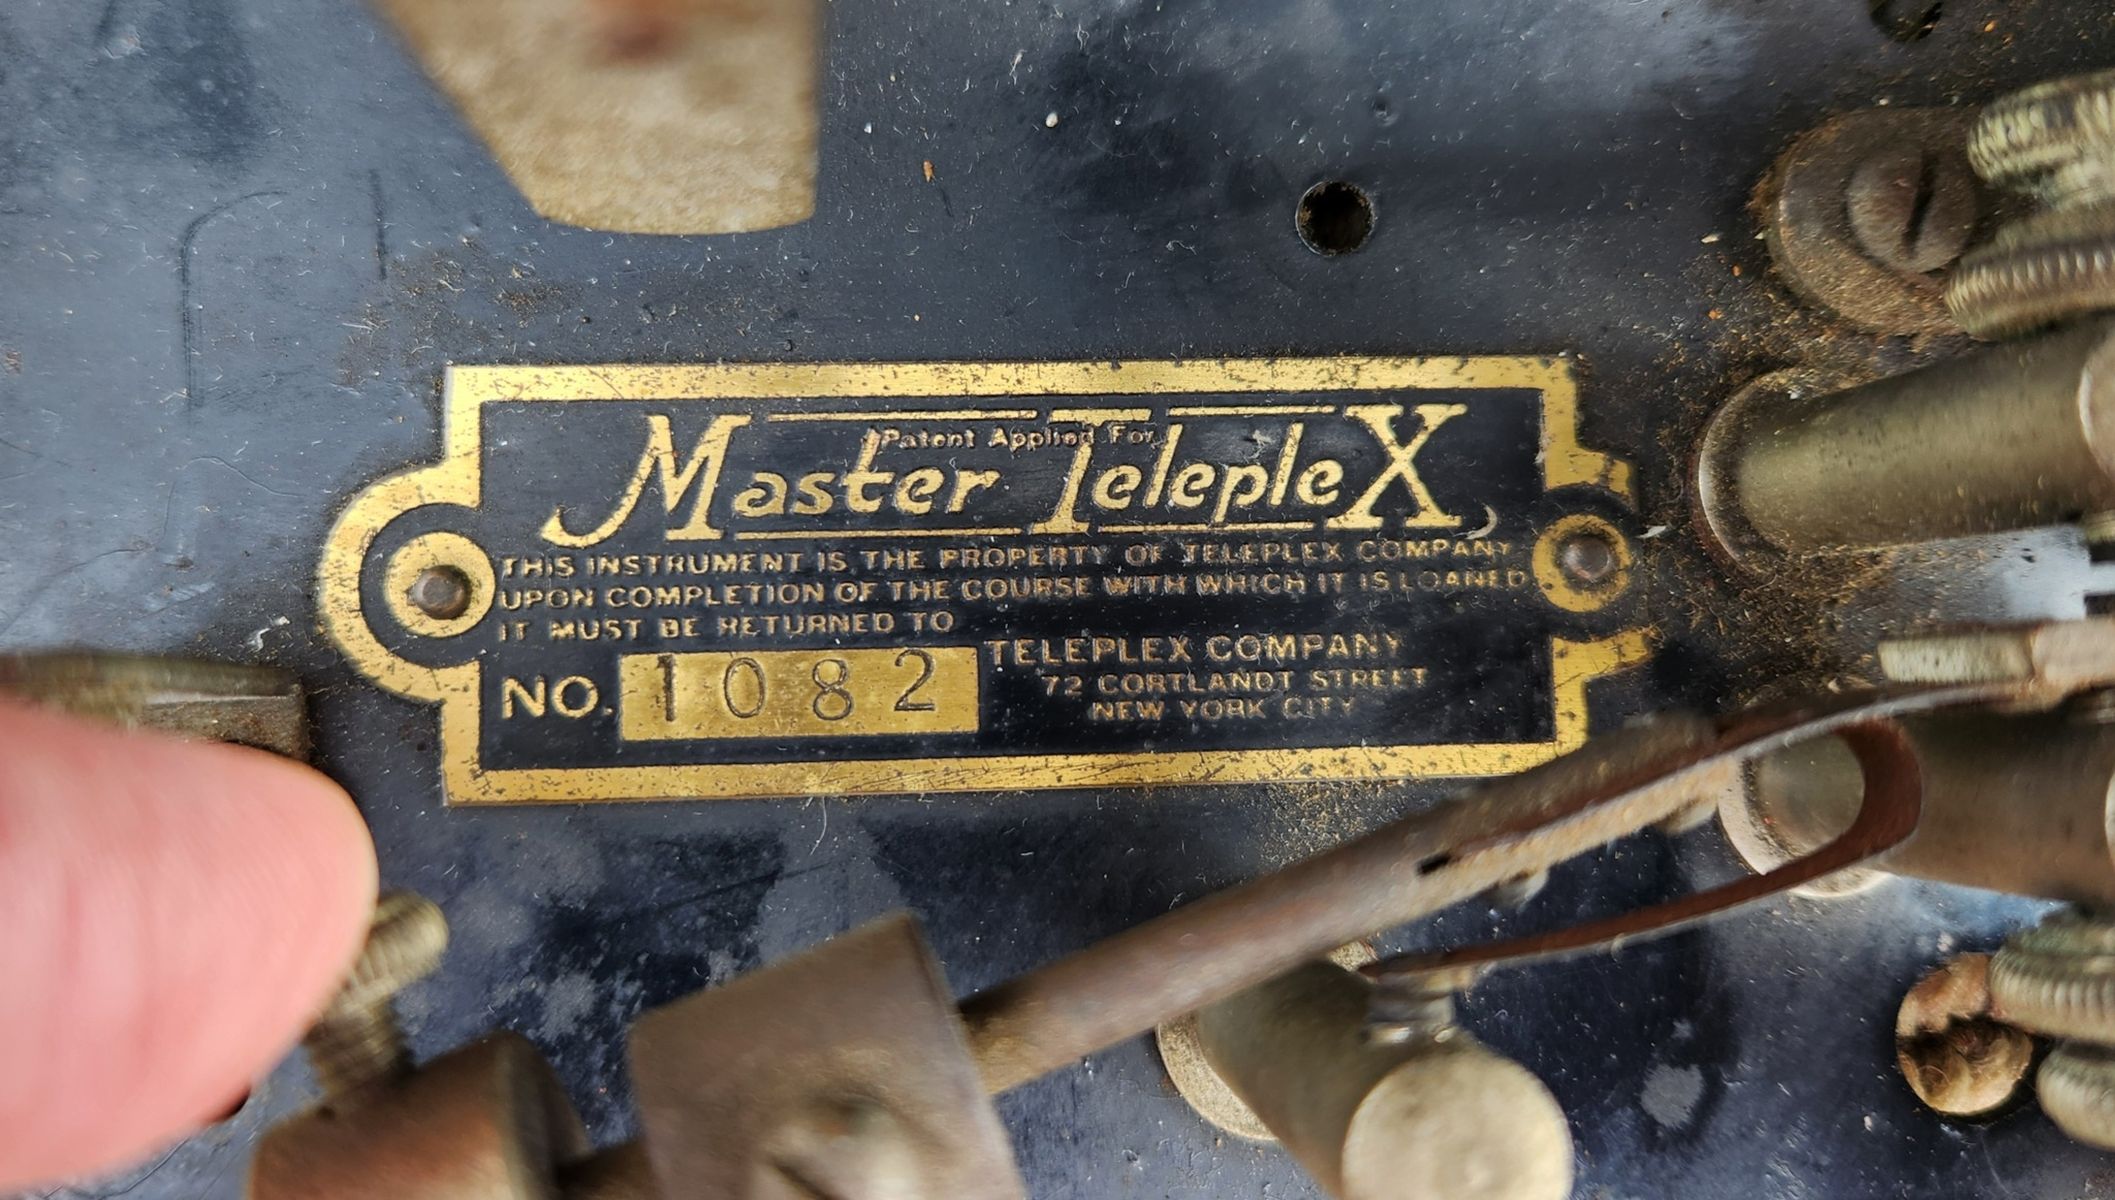 Patent Applied For
Master TelepleX
THIS INSTRUMENT IS THE PROPERTY OF TELEPLEX COMPANY
UPON COMPLETION OF THE COURSE WITH WHICH IT IS LOANED
IT MUST BE RETURNED TO
TELEPLEX COMPANY
72 CORTLANDT STREET
NEW YORK CITY
NO. 1082